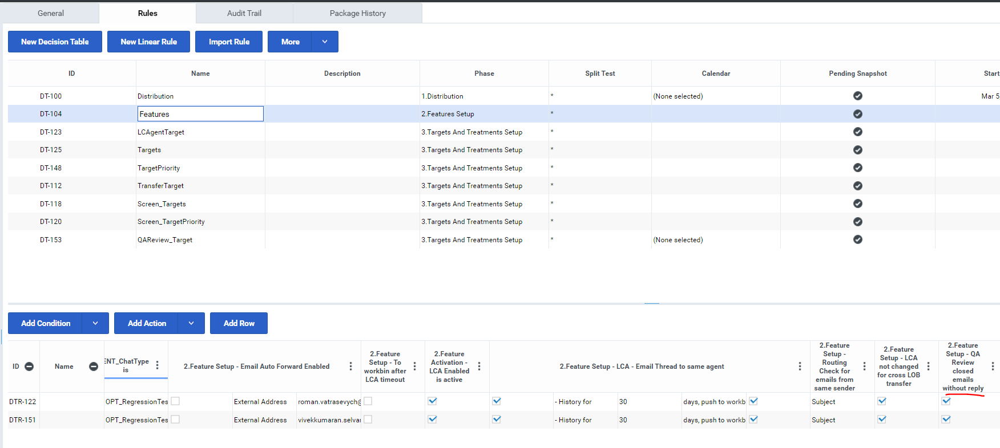 General Rules Audit Trail Package History
New Decision Table New Linear Rule Import Rule More
ID Name Description Phase Split Test Calendar Pending Snapshot Start
DT-100 Distribution 1.Distribution * (None selected) Mar 5,
DT-104 Features 2.Features Setup *
DT-123 LCAgentTarget 3.Targets And Treatments Setup *
DT-125 Targets 3.Targets And Treatments Setup *
DT-148 TargetPriority 3.Targets And Treatments Setup *
DT-112 TransferTarget 3.Targets And Treatments Setup *
DT-118 Screen_Targets 3.Targets And Treatments Setup *
DT-120 Screen_TargetPriority 3.Targets And Treatments Setup *
DT-153 QAReview_Target 3.Targets And Treatments Setup * (None selected)
Add Condition Add Action Add Row
ID
Name
ENT_ChatType
is
2.Feature Setup - Email Auto Forward Enabled
2.Feature
Setup - To
workbin after
LCA timeout
2.Feature
Activation -
LCA Enabled
is active
2.Feature Setup - LCA - Email Thread to same agent
2.Feature
Setup -
Routing
Check for
emails from
same sender
2.Feature
Setup - LCA
not changed
for cross LOB
transfer
2.Feature
Setup - QA
Review
closed
emails
without reply
DTR-122 OPT_RegressionTes External Address roman.vatrasevych@ - History for 30 days, push to workb Subject
DTR-151 OPT_RegressionTes External Address vivekkumaran.selvar - History for 30 days, push to workb Subject